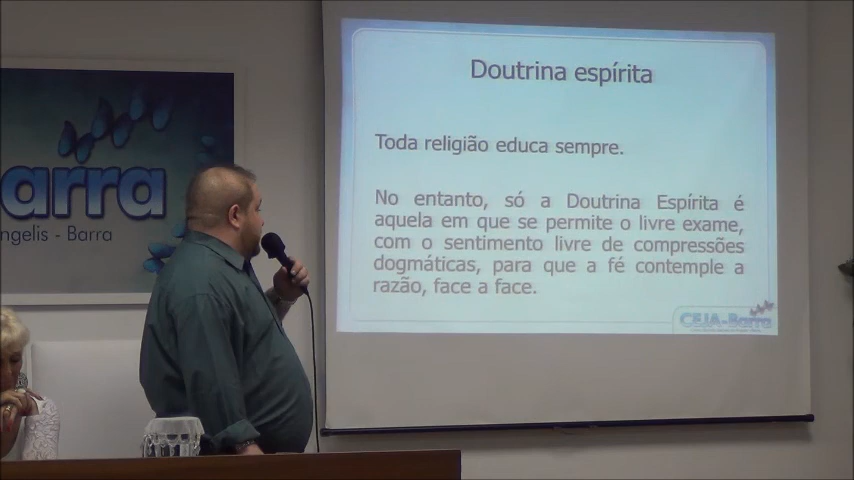 arra
ngelis - Barra
Doutrina espírita
Toda religião educa sempre.
No entanto, só a Doutrina Espírita é
aquela em que se permite o livre exame,
com o sentimento livre de compressões
dogmáticas, para que a fé contemple a
razão, face a face.
CEJA-Barra